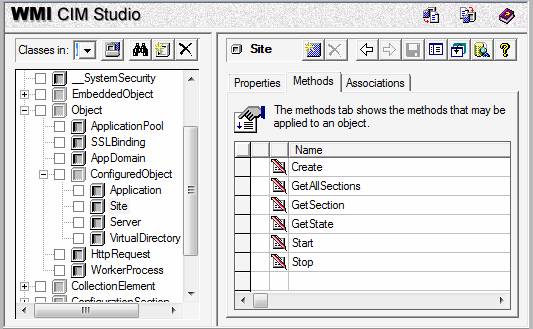 WMI CIM Studio
Classes in:
__SystemSecurity
EmbeddedObject
Object
ApplicationPool
SSLBinding
AppDomain
ConfiguredObject
Application
Site
Server
VirtualDirectory
HttpRequest
WorkerProcess
CollectionElement
ConfigurationSection
Site
Properties Methods Associations
The methods tab shows the methods that may be
applied to an object.
Name
Create
GetAllSections
GetSection
GetState
Start
Stop